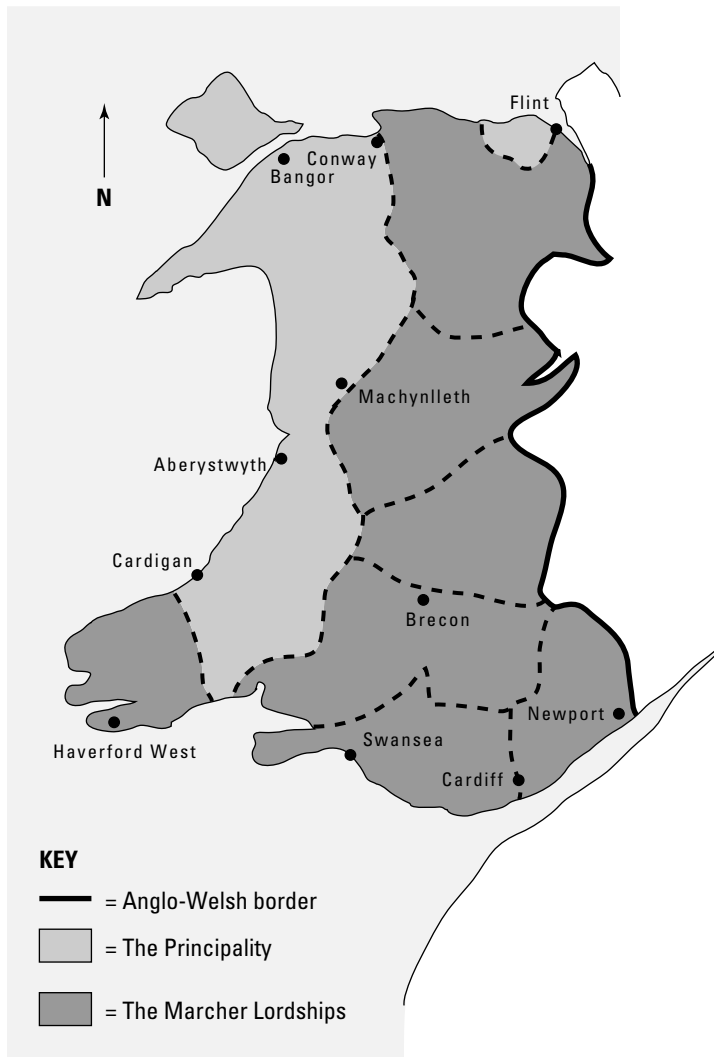 Flint
Conway
Bangor
N
Machynlleth
Aberystwyth
Cardigan
Brecon
Newport
Haverford West
Swansea
Cardiff
KEY
= Anglo-Welsh border
= The Principality
= The Marcher Lordships